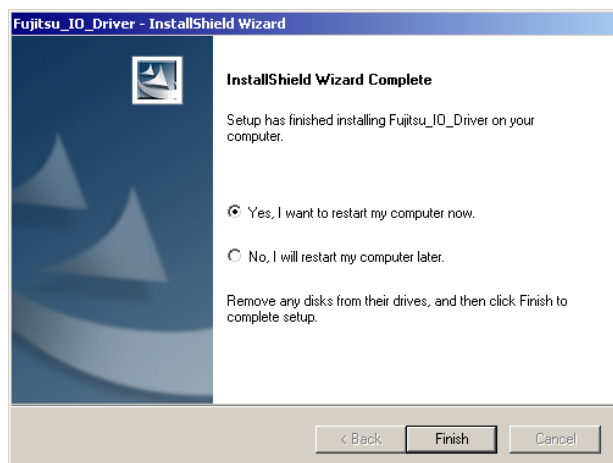 Fujitsu_IO_Driver - InstallShield Wizard
InstallShield Wizard Complete
Setup has finished installing Fujitsu_IO_Driver on your
computer.
Yes, I want to restart my computer now.
No, I will restart my computer later.
Remove any disks from their drives, and then click Finish to
complete setup.
< Back
Finish
Cancel